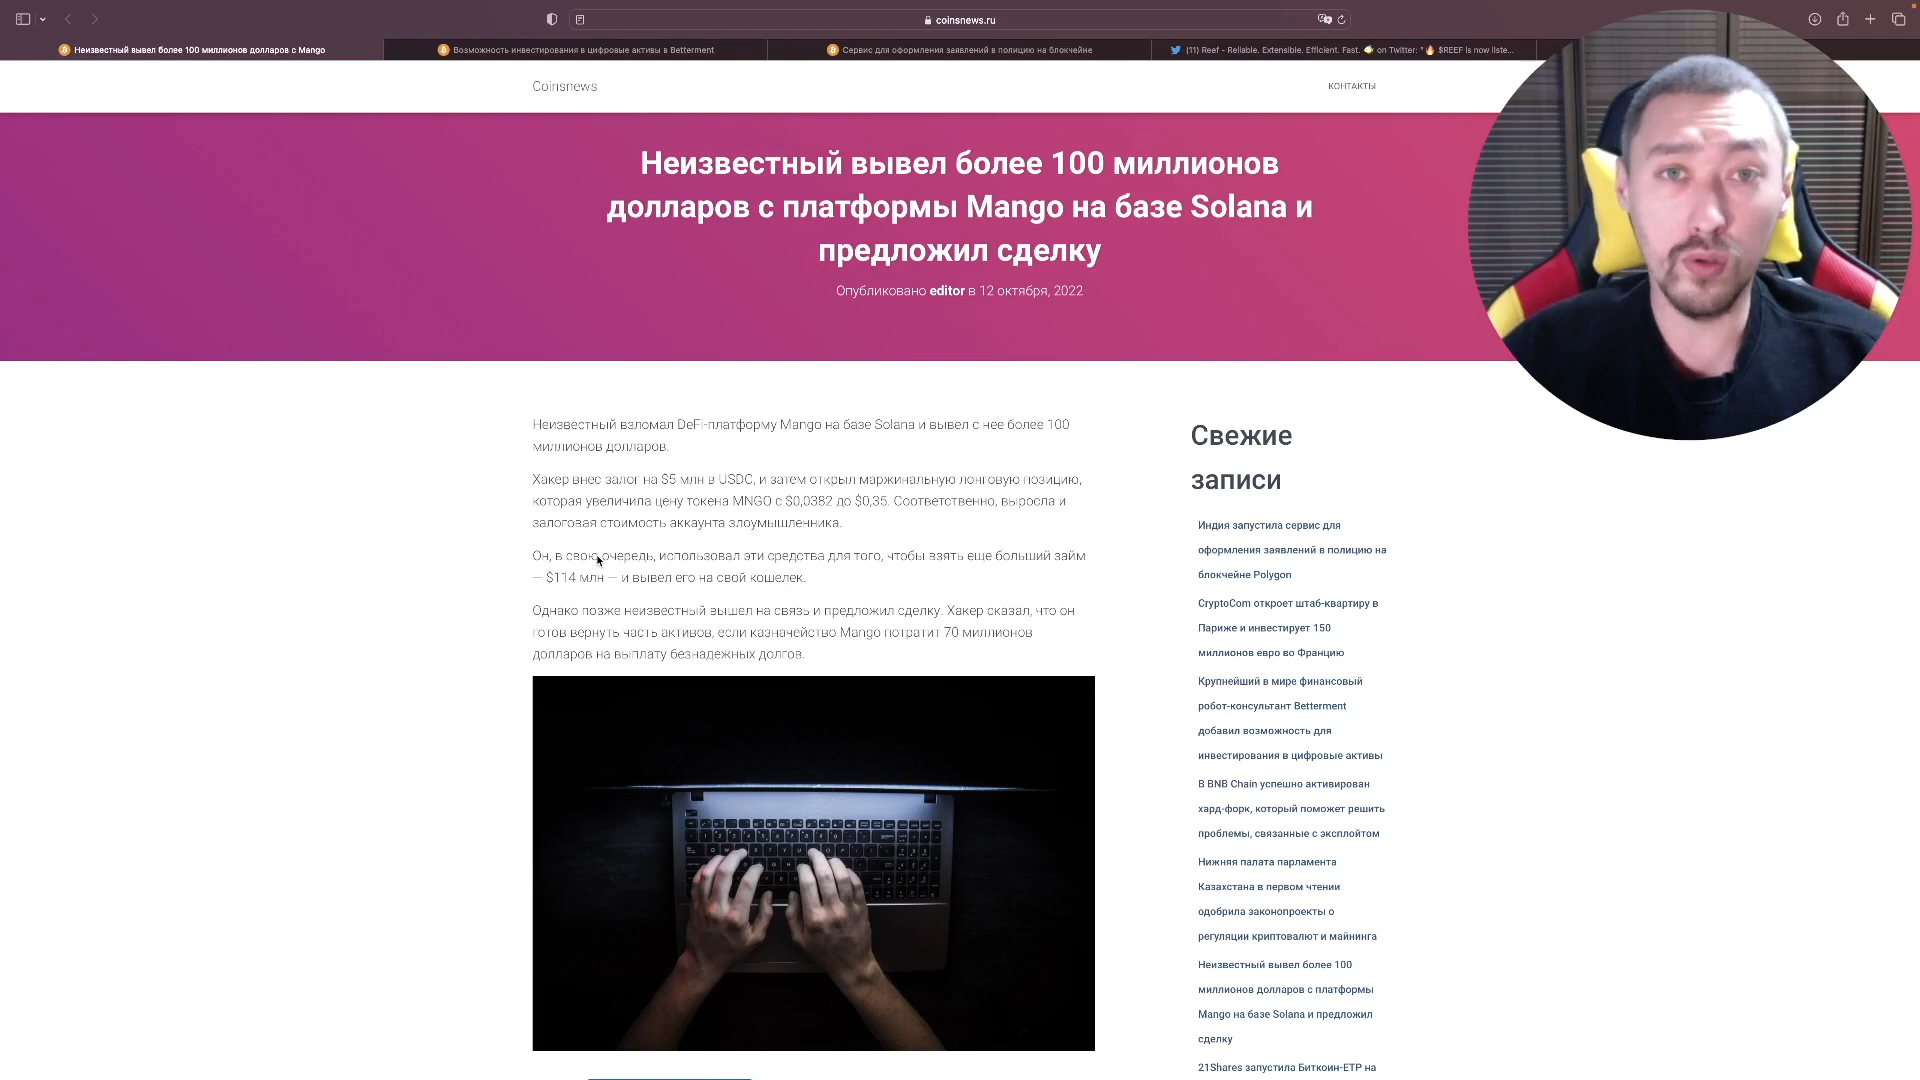 coinsnews.ru
Неизвестный вывел более 100 миллионов долларов с Mango
Возможность инвестирования в цифровые активы в Betterment
Сервис для оформления заявлений в полицию на блокчейне
(11) Reef - Reliable. Extensible. Efficient. Fast. on Twitter: "🔥 $REEF is now liste...
Coinsnews
КОНТАКТЫ
Неизвестный вывел более 100 миллионов
долларов с платформы Mango на базе Solana и
предложил сделку
Опубликовано editor в 12 октября, 2022
Неизвестный взломал DeFi-платформу Mango на базе Solana и вывел с нее более 100
миллионов долларов.
Хакер внес залог на $5 млн в USDC, и затем открыл маржинальную лонговую позицию,
которая увеличила цену токена MNGO с $0,0382 до $0,35. Соответственно, выросла и
залоговая стоимость аккаунта злоумышленника.
Он, в свою очередь, использовал эти средства для того, чтобы взять еще больший займ
— $114 млн — и вывел его на свой кошелек.
Однако позже неизвестный вышел на связь и предложил сделку. Хакер сказал, что он
готов вернуть часть активов, если казначейство Mango потратит 70 миллионов
долларов на выплату безнадежных долгов.
Свежие
записи
Индия запустила сервис для
оформления заявлений в полицию на
блокчейне Polygon
CryptoCom откроет штаб-квартиру в
Париже и инвестирует 150
миллионов евро во Францию
Крупнейший в мире финансовый
робот-консультант Betterment
добавил возможность для
инвестирования в цифровые активы
В BNB Chain успешно активирован
хард-форк, который поможет решить
проблемы, связанные с эксплойтом
Нижняя палата парламента
Казахстана в первом чтении
одобрила законопроекты о
регуляции криптовалют и майнинга
Неизвестный вывел более 100
миллионов долларов с платформы
Mango на базе Solana и предложил
сделку
21Shares запустила Биткоин-ETP на